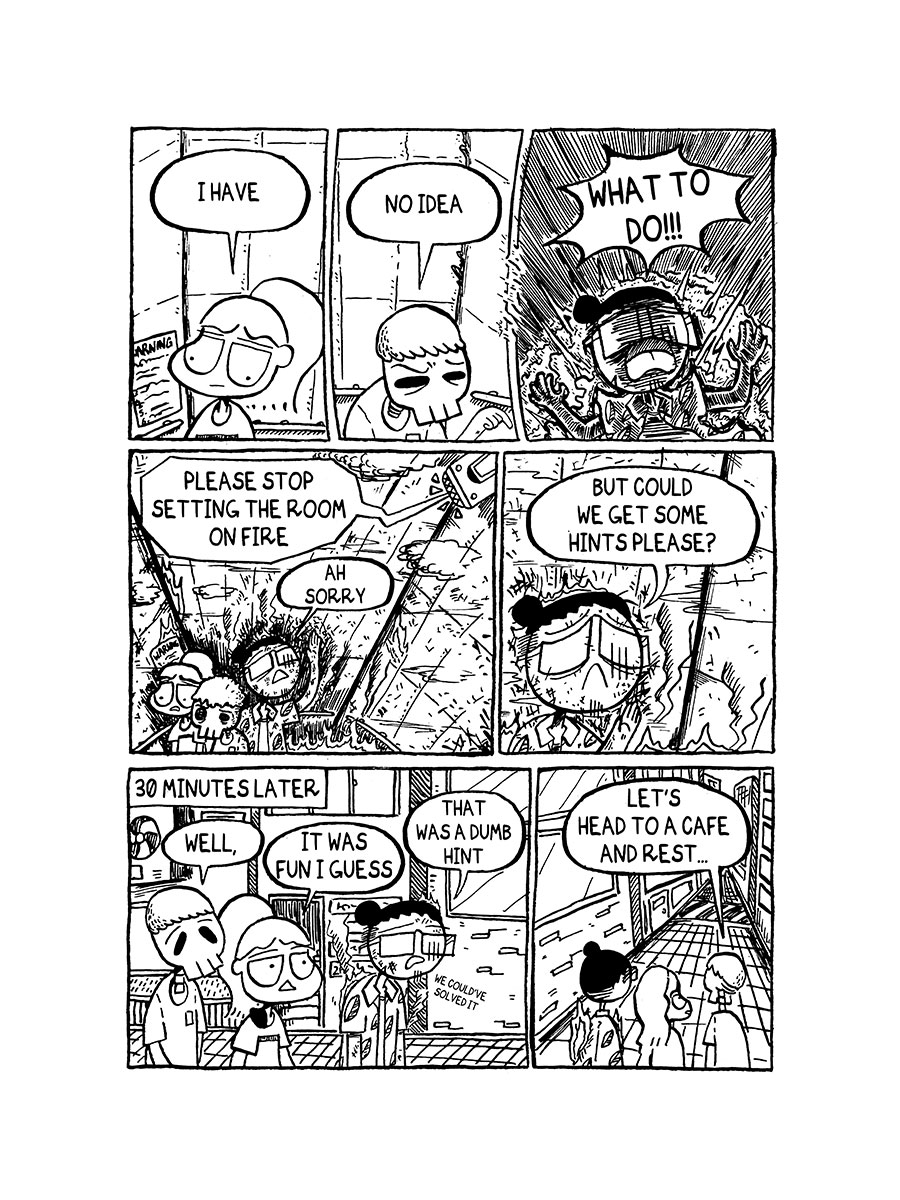 I HAVE
NO IDEA
WHAT TO
DO!!!
WARNING
PLEASE STOP
SETTING THE ROOM
ON FIRE
AH
SORRY
WARNING
BUT COULD
WE GET SOME
HINTS PLEASE?
30 MINUTES LATER
WELL,
IT WAS
FUN I GUESS
THAT
WAS A DUMB
HINT
WE COULD'VE
SOLVED IT
LET'S
HEAD TO A CAFE
AND REST...